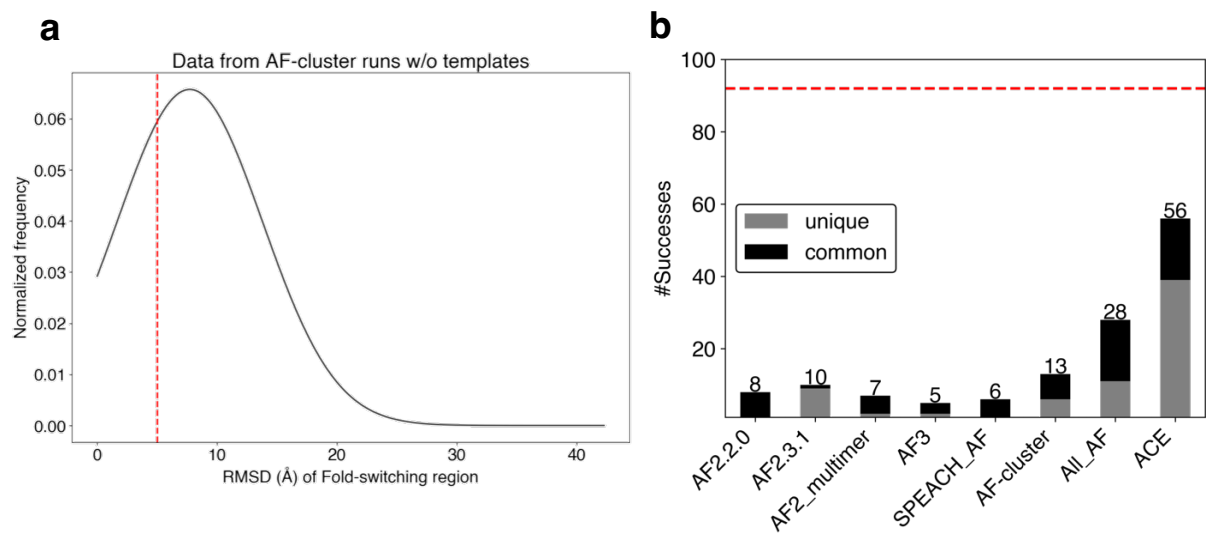 a
Data from AF-cluster runs w/o templates
Normalized frequency
0.06
0.05
0.04
0.03
0.02
0.01
0.00
0
10
20
30
40
RMSD (Å) of Fold-switching region
b
#Successes
100
80
60
40
20
unique
common
8
10
7
5
6
13
28
56
AF2.2.0
AF2.3.1
AF2_multimer
AF3
SPEACH_AF
AF-cluster
All_AF
ACE